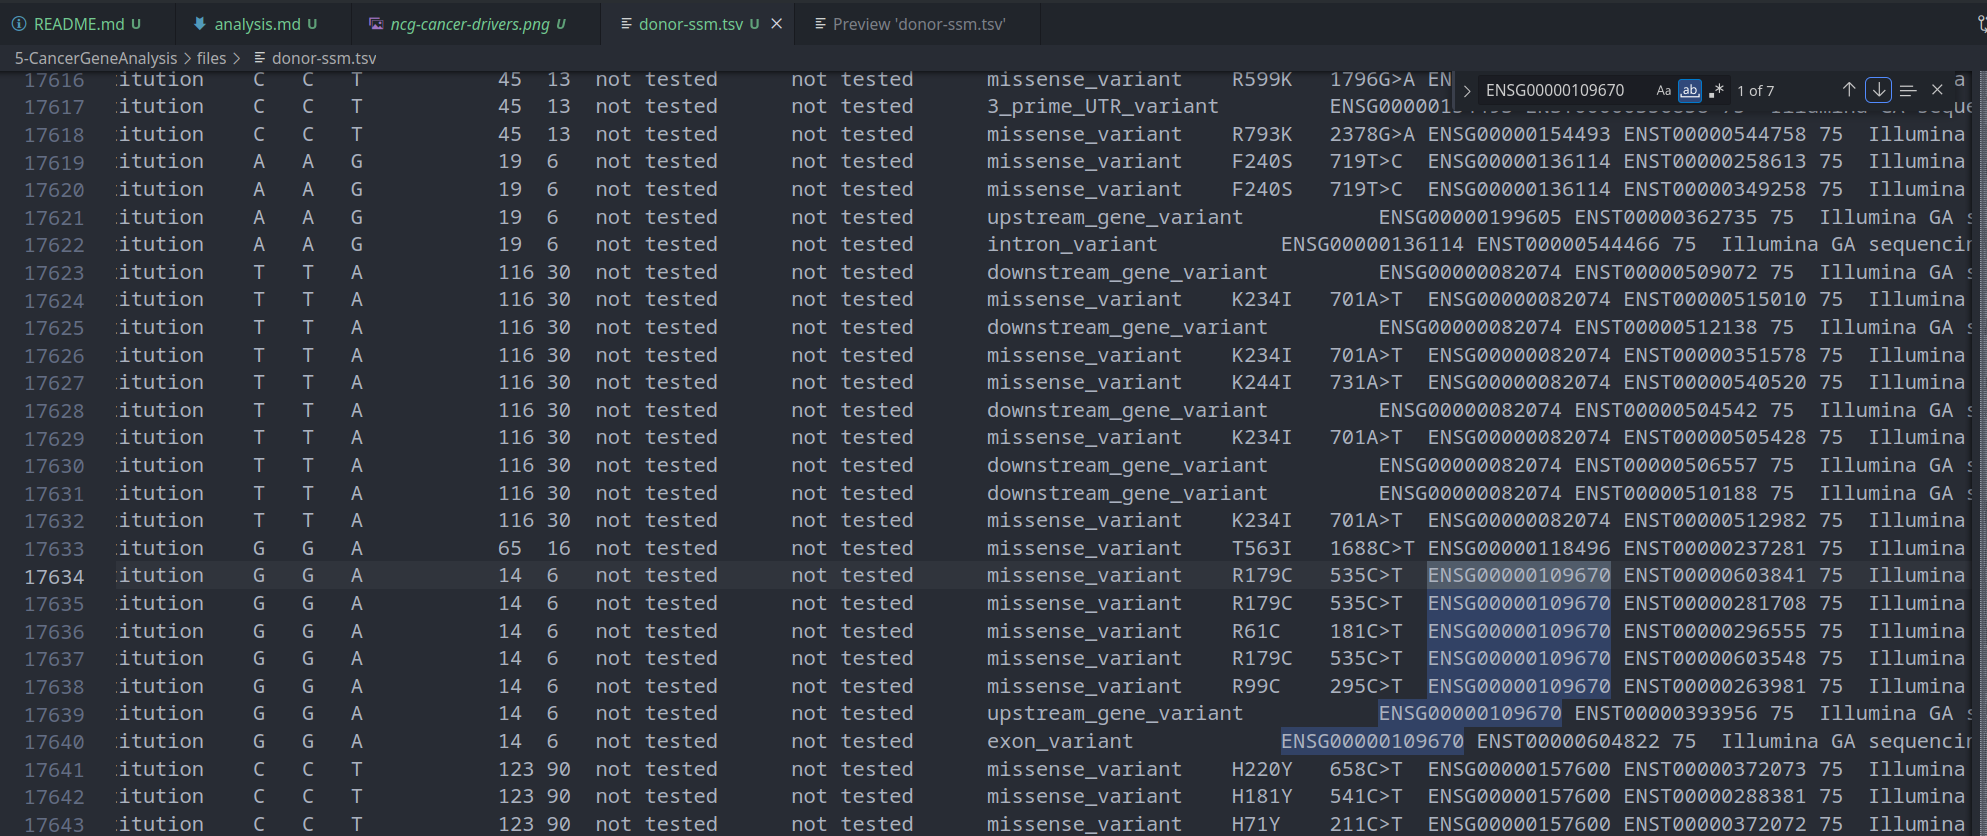 README.md U analysis.md U ncg-cancer-drivers.png U donor-ssm.tsv U Preview 'donor-ssm.tsv'
5-CancerGeneAnalysis > files > donor-ssm.tsv
ENSG00000109670 Aa ab .* 1 of 7
17616 :itution C C T 45 13 not tested not tested missense_variant R599K 1796G>A EN
17617 :itution C C T 45 13 not tested not tested 3_prime_UTR_variant
17618 :itution C C T 45 13 not tested not tested missense_variant R793K 2378G>A ENSG00000154493 ENST00000544758 75 Illumina
17619 :itution A A G 19 6 not tested not tested missense_variant F240S 719T>C ENSG00000136114 ENST00000258613 75 Illumina
17620 :itution A A G 19 6 not tested not tested missense_variant F240S 719T>C ENSG00000136114 ENST00000349258 75 Illumina
17621 :itution A A G 19 6 not tested not tested upstream_gene_variant ENSG00000199605 ENST00000362735 75 Illumina GA s
17622 :itution A A G 19 6 not tested not tested intron_variant ENSG00000136114 ENST00000544466 75 Illumina GA sequencin
17623 :itution T T A 116 30 not tested not tested downstream_gene_variant ENSG00000082074 ENST00000509072 75 Illumina GA s
17624 :itution T T A 116 30 not tested not tested missense_variant K234I 701A>T ENSG00000082074 ENST00000515010 75 Illumina
17625 :itution T T A 116 30 not tested not tested downstream_gene_variant ENSG00000082074 ENST00000512138 75 Illumina GA s
17626 :itution T T A 116 30 not tested not tested missense_variant K234I 701A>T ENSG00000082074 ENST00000351578 75 Illumina
17627 :itution T T A 116 30 not tested not tested missense_variant K244I 731A>T ENSG00000082074 ENST00000540520 75 Illumina
17628 :itution T T A 116 30 not tested not tested downstream_gene_variant ENSG00000082074 ENST00000504542 75 Illumina GA s
17629 :itution T T A 116 30 not tested not tested missense_variant K234I 701A>T ENSG00000082074 ENST00000505428 75 Illumina
17630 :itution T T A 116 30 not tested not tested downstream_gene_variant ENSG00000082074 ENST00000506557 75 Illumina GA s
17631 :itution T T A 116 30 not tested not tested downstream_gene_variant ENSG00000082074 ENST00000510188 75 Illumina GA s
17632 :itution T T A 116 30 not tested not tested missense_variant K234I 701A>T ENSG00000082074 ENST00000512982 75 Illumina
17633 :itution G G A 65 16 not tested not tested missense_variant T563I 1688C>T ENSG00000118496 ENST00000237281 75 Illumina
17634 :itution G G A 14 6 not tested not tested missense_variant R179C 535C>T ENSG00000109670 ENST00000603841 75 Illumina
17635 :itution G G A 14 6 not tested not tested missense_variant R179C 535C>T ENSG00000109670 ENST00000281708 75 Illumina
17636 :itution G G A 14 6 not tested not tested missense_variant R61C 181C>T ENSG00000109670 ENST00000296555 75 Illumina
17637 :itution G G A 14 6 not tested not tested missense_variant R179C 535C>T ENSG00000109670 ENST00000603548 75 Illumina
17638 :itution G G A 14 6 not tested not tested missense_variant R99C 295C>T ENSG00000109670 ENST00000263981 75 Illumina
17639 :itution G G A 14 6 not tested not tested upstream_gene_variant ENSG00000109670 ENST00000393956 75 Illumina GA s
17640 :itution G G A 14 6 not tested not tested exon_variant ENSG00000109670 ENST00000604822 75 Illumina GA sequencin
17641 :itution C C T 123 90 not tested not tested missense_variant H220Y 658C>T ENSG00000157600 ENST00000372073 75 Illumina
17642 :itution C C T 123 90 not tested not tested missense_variant H181Y 541C>T ENSG00000157600 ENST00000288381 75 Illumina
17643 :itution C C T 123 90 not tested not tested missense_variant H71Y 211C>T ENSG00000157600 ENST00000372072 75 Illumina